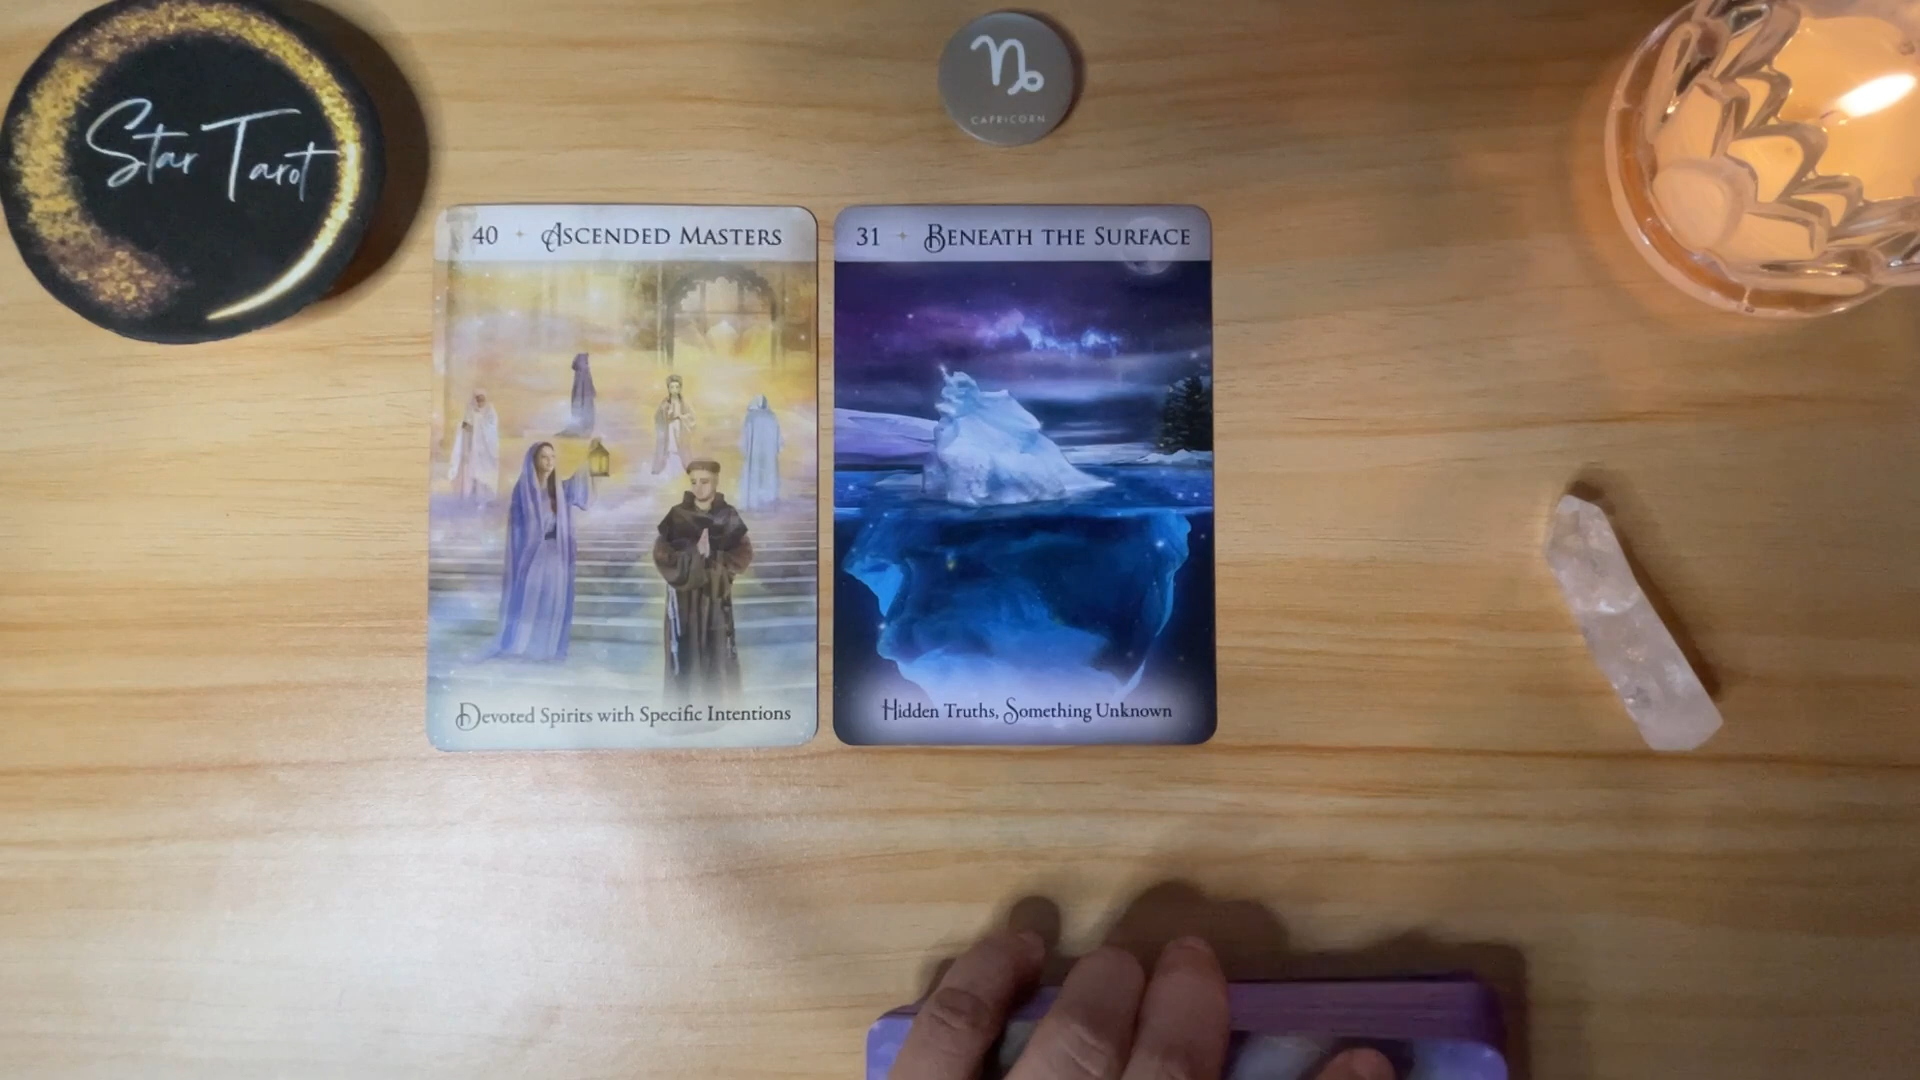 Star Tarot
CAPRICORN
40 ASCENDED MASTERS
31 BENEATH THE SURFACE
Devoted Spirits with Specific Intentions
Hidden Truths, Something Unknown